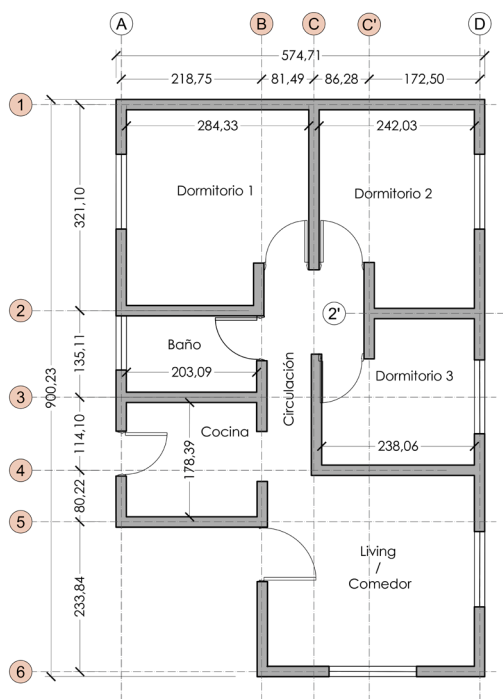 A B C C' D
574,71
218,75 81,49 86,28 172,50
1
284,33 242,03
Dormitorio 1
Dormitorio 2
321,10
2
2'
Baño
203,09
135,11
Circulación
Dormitorio 3
900,23
3
Cocina
114,10
178,39
238,06
4
80,22
5
Living
/
Comedor
233,84
6